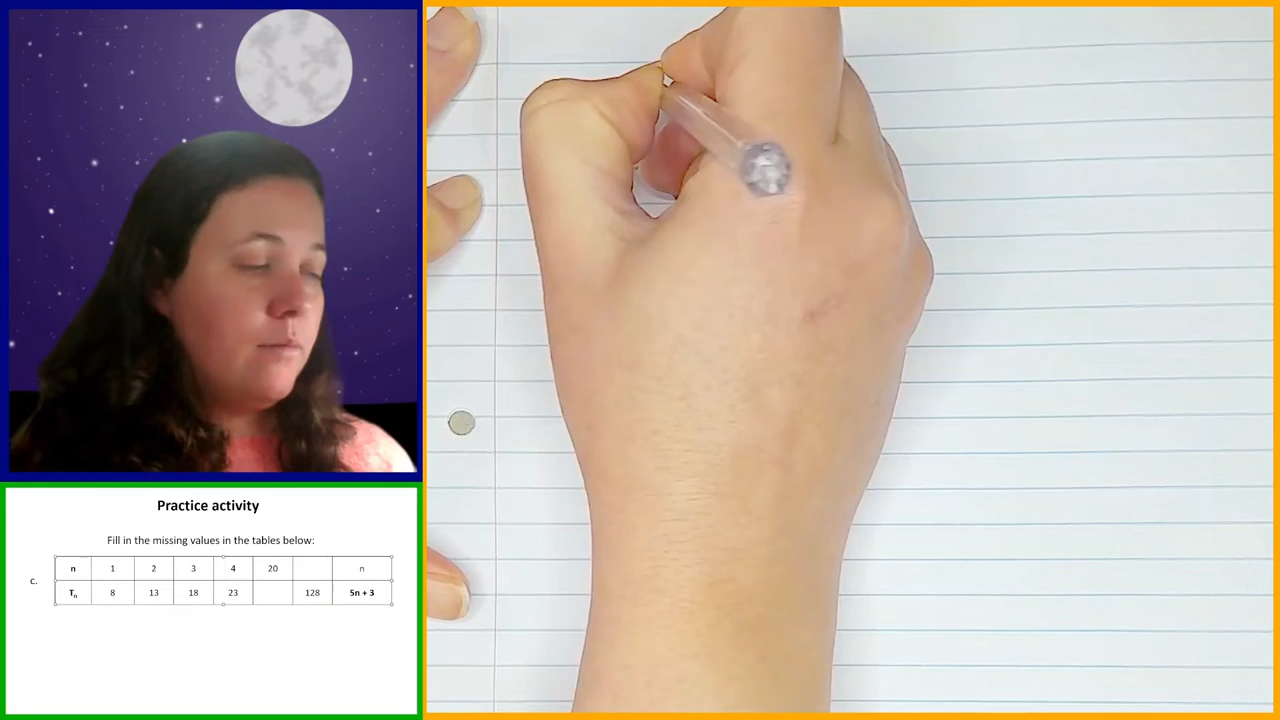 Practice activity
Fill in the missing values in the tables below:
c.
n 1 2 3 4 20 n
Tn 8 13 18 23 128 5n + 3